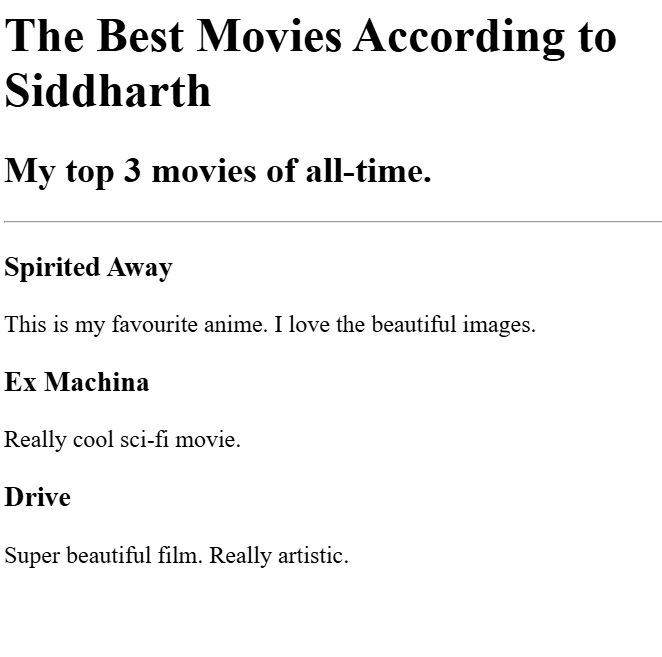 The Best Movies According to
Siddharth
My top 3 movies of all-time.
Spirited Away
This is my favourite anime. I love the beautiful images.
Ex Machina
Really cool sci-fi movie.
Drive
Super beautiful film. Really artistic.